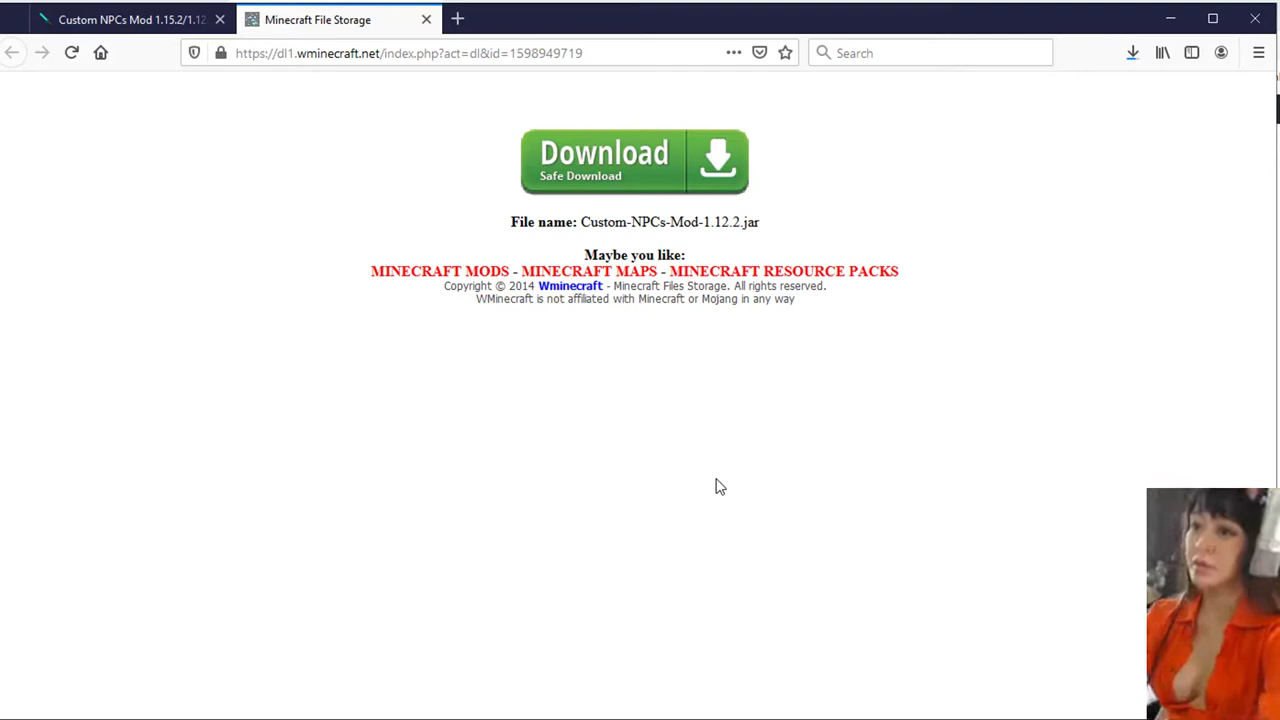 Custom NPCs Mod 1.15.2/1.12
Minecraft File Storage
https://dl1.wminecraft.net/index.php?act=dl&id=1598949719
Search
Download
Safe Download
File name: Custom-NPCs-Mod-1.12.2.jar
Maybe you like:
MINECRAFT MODS - MINECRAFT MAPS - MINECRAFT RESOURCE PACKS
Copyright © 2014 Wminecraft - Minecraft Files Storage. All rights reserved.
WMinecraft is not affiliated with Minecraft or Mojang in any way